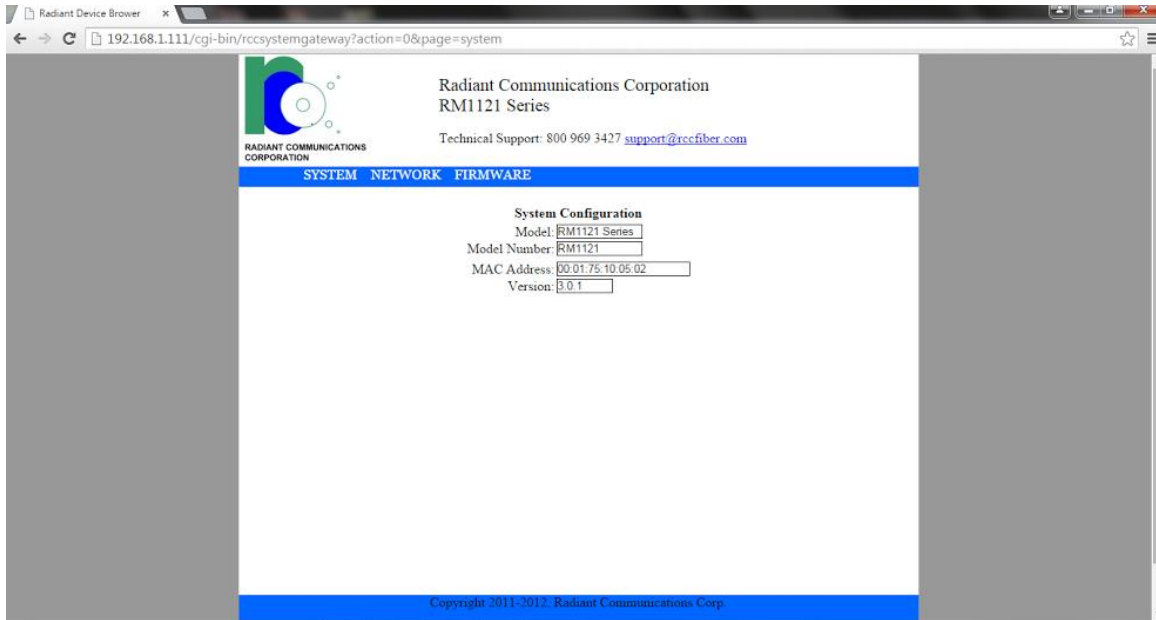 Radiant Device Brower
192.168.1.111/cgi-bin/rccsystemgateway?action=0&page=system
Radiant Communications Corporation
RM1121 Series
Technical Support: 800 969 3427 support@rccfiber.com
RADIANT COMMUNICATIONS
CORPORATION
SYSTEM NETWORK FIRMWARE
System Configuration
Model: RM1121 Series
Model Number: RM1121
MAC Address: 00:01:75:10:05:02
Version: 3.0.1
Copyright 2011-2012, Radiant Communications Corp.